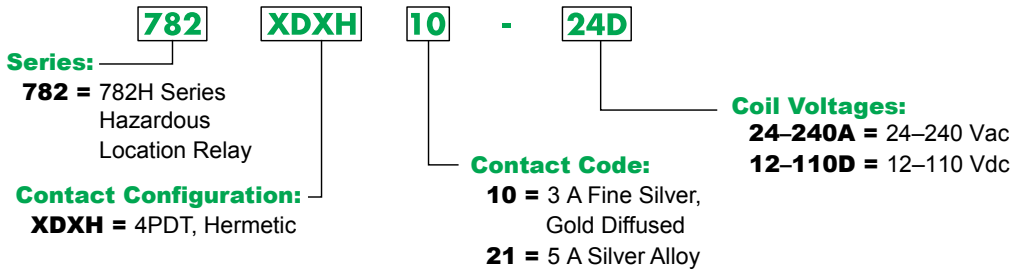 782 XDXH 10 - 24D
Series:
782 = 782H Series
Hazardous
Location Relay
Contact Configuration:
XDXH = 4PDT, Hermetic
Contact Code:
10 = 3 A Fine Silver,
Gold Diffused
21 = 5 A Silver Alloy
Coil Voltages:
24–240A = 24–240 Vac
12–110D = 12–110 Vdc